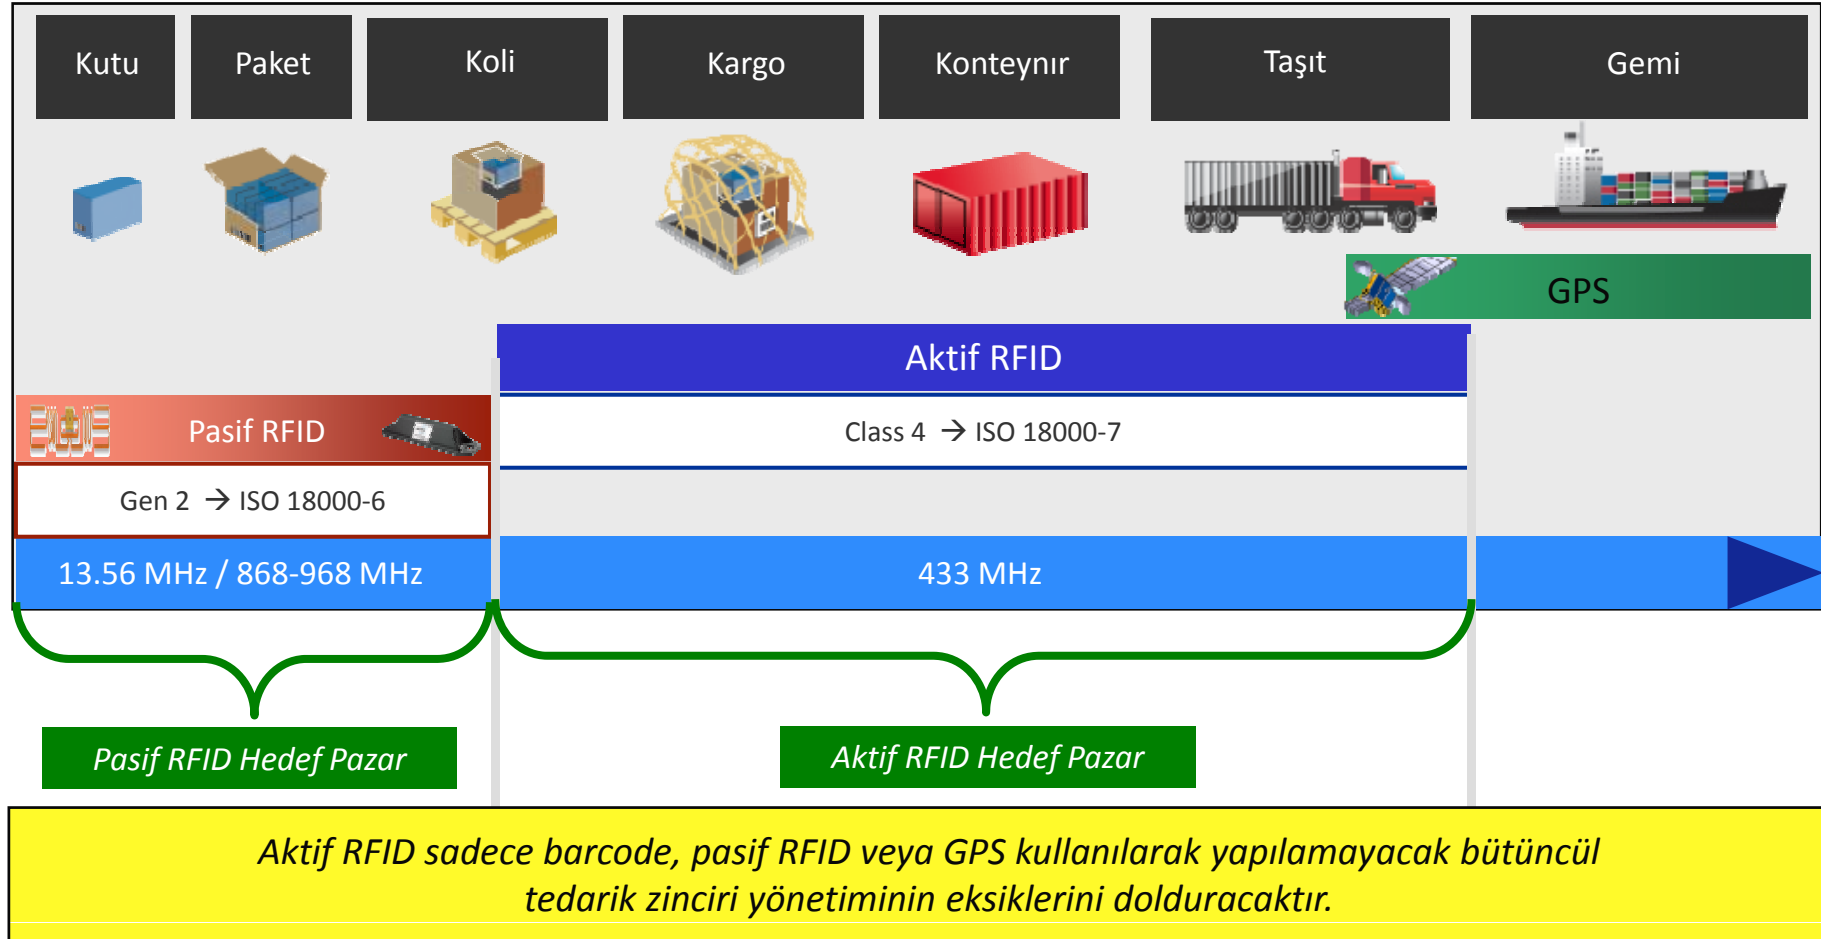 Kutu
Paket
Koli
Kargo
Konteynır
Taşıt
Gemi
GPS
Aktif RFID
Pasif RFID
Class 4 → ISO 18000-7
Gen 2 → ISO 18000-6
13.56 MHz / 868-968 MHz
433 MHz
Pasif RFID Hedef Pazar
Aktif RFID Hedef Pazar
Aktif RFID sadece barcode, pasif RFID veya GPS kullanılarak yapılamayacak bütüncül
tedarik zinciri yönetiminin eksiklerini dolduracaktır.